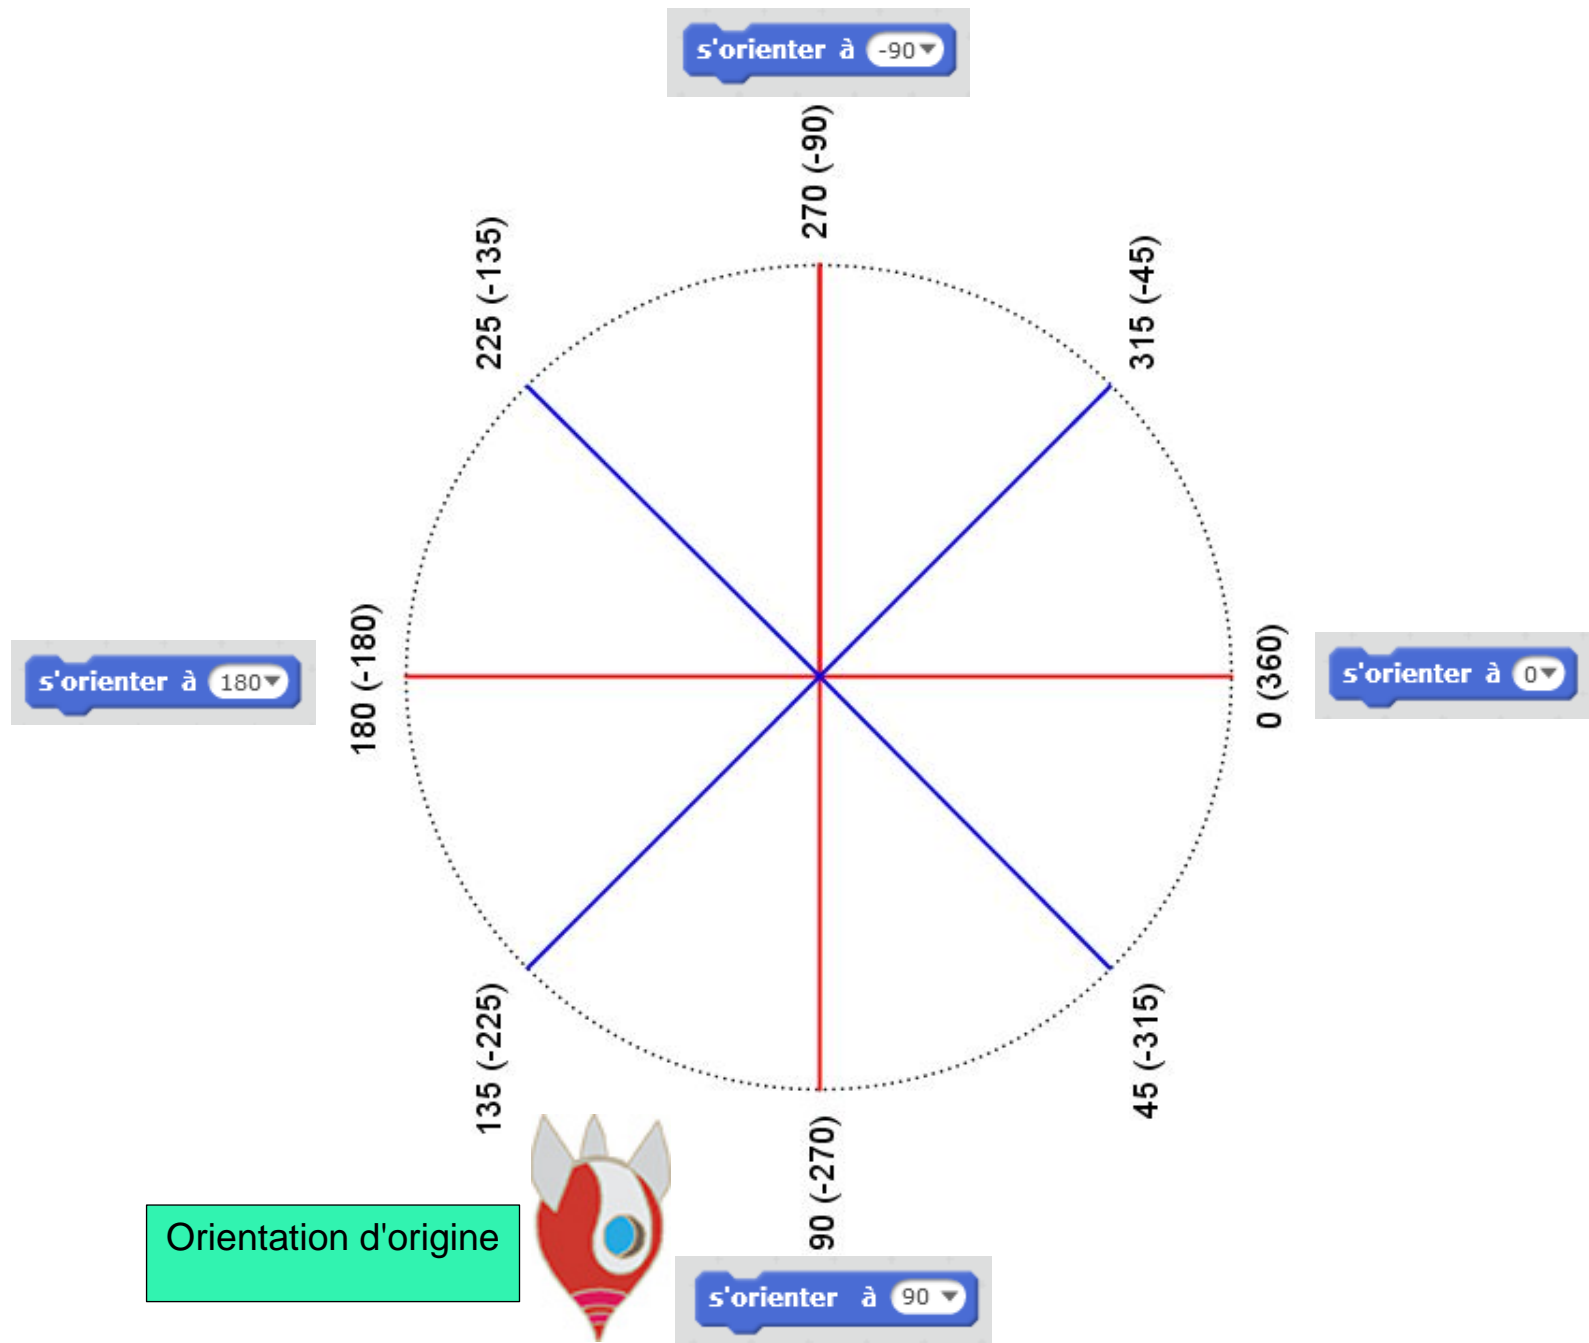 s'orienter à -90
270 (-90)
225 (-135)
315 (-45)
s'orienter à 180
180 (-180)
0 (360)
s'orienter à 0
135 (-225)
45 (-315)
90 (-270)
Orientation d'origine
s'orienter à 90